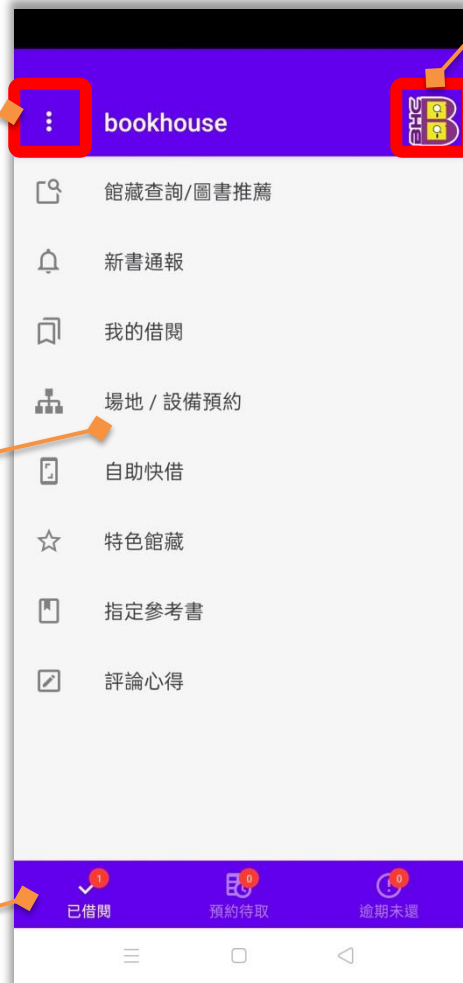 bookhouse
BHG
館藏查詢/圖書推薦
新書通報
我的借閱
場地 / 設備預約
自助快借
特色館藏
指定參考書
評論心得
1
0
0
已借閱
預約待取
逾期未還